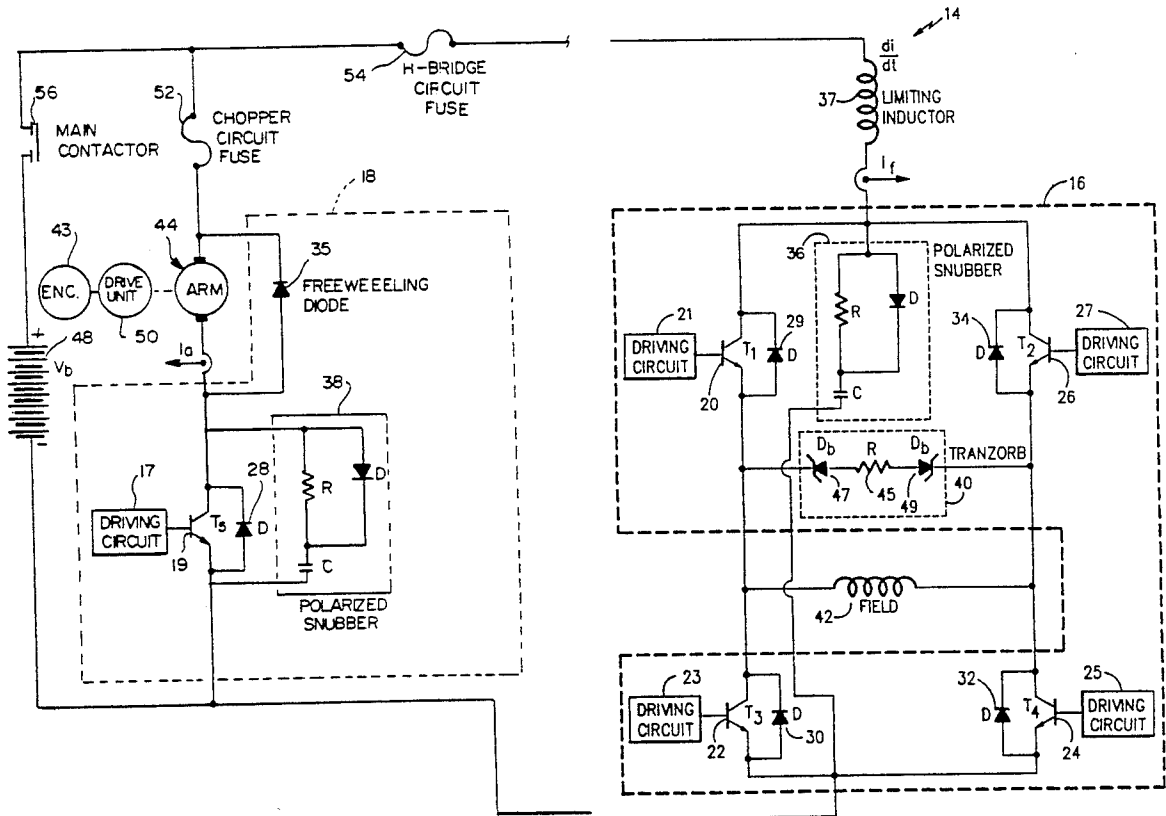 14
56
MAIN
CONTACTOR
52
CHOPPER
CIRCUIT
FUSE
54
H-BRIDGE
CIRCUIT
FUSE
di
dt
37
LIMITING
INDUCTOR
If
18
16
43
ENC.
DRIVE
UNIT
50
44
ARM
35
FREEWEEELING
DIODE
Ia
+
48
Vb
-
17
DRIVING
CIRCUIT
T5
19
28
D
38
R
D
C
POLARIZED
SNUBBER
36
POLARIZED
SNUBBER
R
D
C
21
DRIVING
CIRCUIT
T1
20
29
D
34
D
T2
26
27
DRIVING
CIRCUIT
Db
R
Db
TRANZORB
47
45
49
40
42
FIELD
23
DRIVING
CIRCUIT
T3
22
D
30
32
D
T4
24
25
DRIVING
CIRCUIT